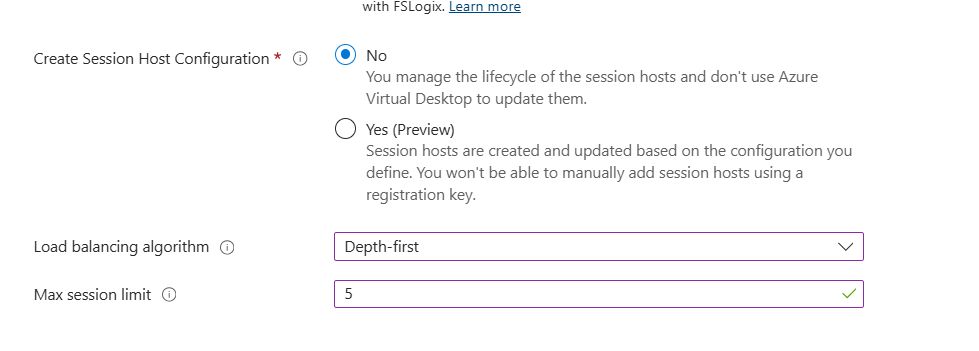 with FSLogix. Learn more
Create Session Host Configuration *
No
You manage the lifecycle of the session hosts and don't use Azure
Virtual Desktop to update them.
Yes (Preview)
Session hosts are created and updated based on the configuration you
define. You won't be able to manually add session hosts using a
registration key.
Load balancing algorithm
Depth-first
Max session limit
5